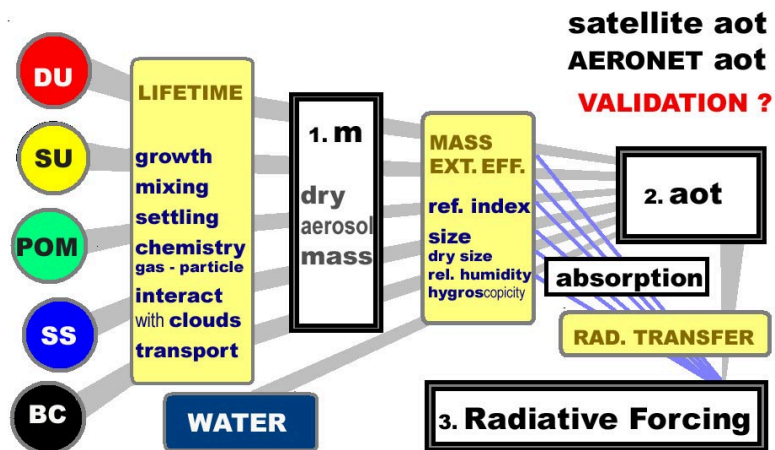 satellite aot
AERONET aot
VALIDATION ?
DU
SU
POM
SS
BC
LIFETIME
growth
mixing
settling
chemistry
gas - particle
interact
with clouds
transport
WATER
1. m
dry
aerosol
mass
MASS
EXT. EFF.
ref. index
size
dry size
rel. humidity
hygroscopicity
2. aot
absorption
RAD. TRANSFER
3. Radiative Forcing